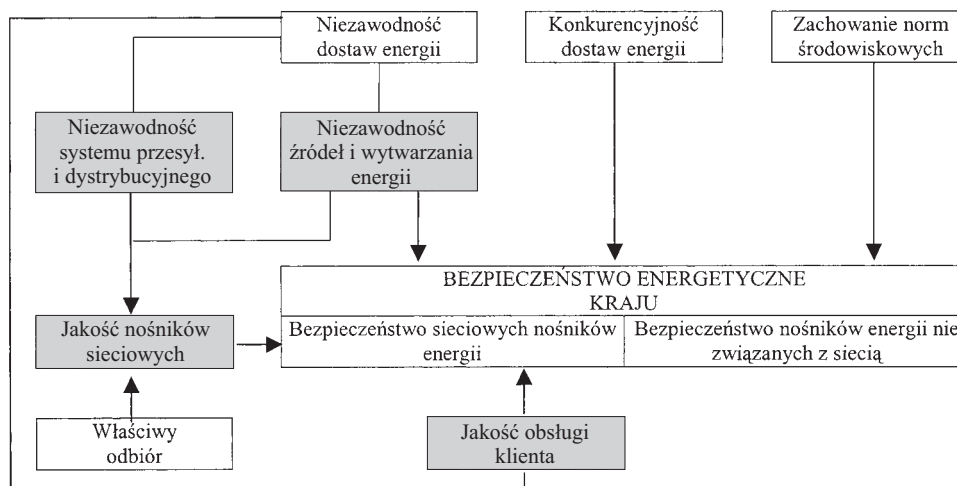 Niezawodność
dostaw energii
Konkurencyjność
dostaw energii
Zachowanie norm
środowiskowych
Niezawodność
systemu przesył.
i dystrybucyjnego
Niezawodność
źródeł i wytwarzania
energii
BEZPIECZEŃSTWO ENERGETYCZNE
KRAJU
Jakość nośników
sieciowych
Bezpieczeństwo sieciowych nośników
energii
Bezpieczeństwo nośników energii nie
związanych z siecią
Właściwy
odbiór
Jakość obsługi
klienta